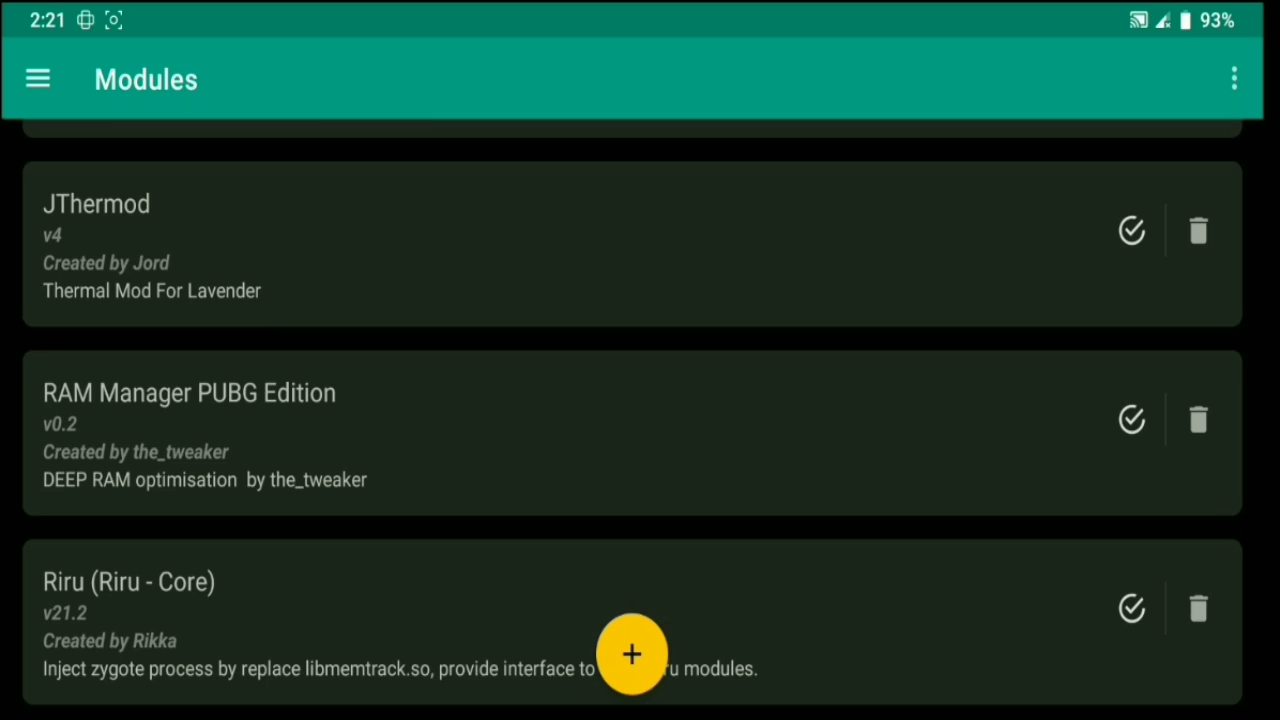 2:21
93%
Modules
JThermod
v4
Created by Jord
Thermal Mod For Lavender
RAM Manager PUBG Edition
v0.2
Created by the_tweaker
DEEP RAM optimisation by the_tweaker
Riru (Riru - Core)
v21.2
Created by Rikka
Inject zygote process by replace libmemtrack.so, provide interface to ru modules.